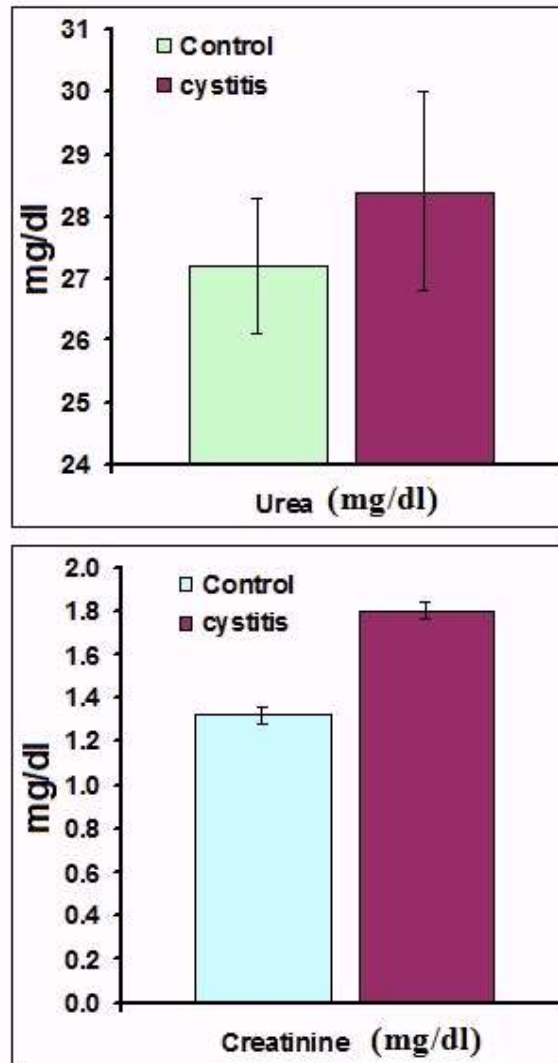 mg/dl
31
30
29
28
27
26
25
24
Control
cystitis
Urea (mg/dl)
mg/dl
2.0
1.8
1.6
1.4
1.2
1.0
0.8
0.6
0.4
0.2
0.0
Control
cystitis
Creatinine (mg/dl)